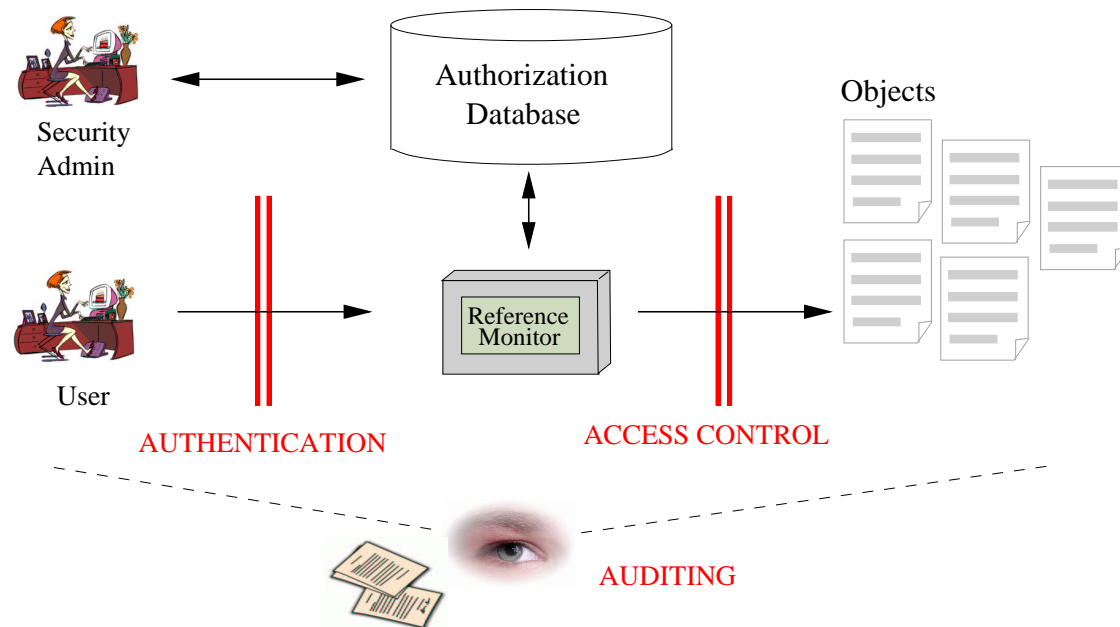 Authorization
Database
Objects
Security
Admin
Reference
Monitor
User
AUTHENTICATION
ACCESS CONTROL
AUDITING